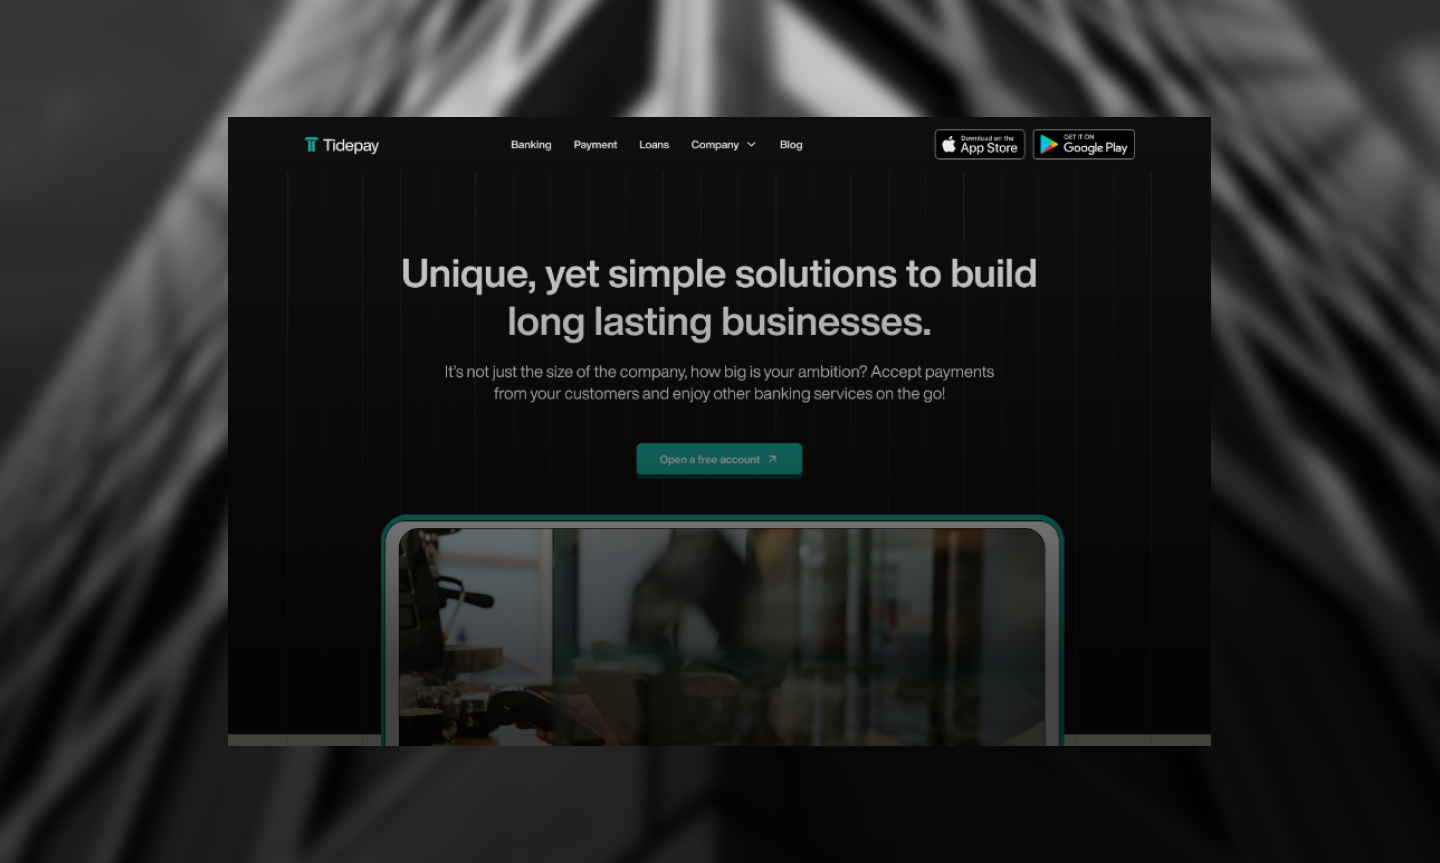 Tidepay
Banking
Payment
Loans
Company
Blog
Download on the
App Store
GET IT ON
Google Play
Unique, yet simple solutions to build
long lasting businesses.
It's not just the size of the company, how big is your ambition? Accept payments
from your customers and enjoy other banking services on the go!
Open a free account